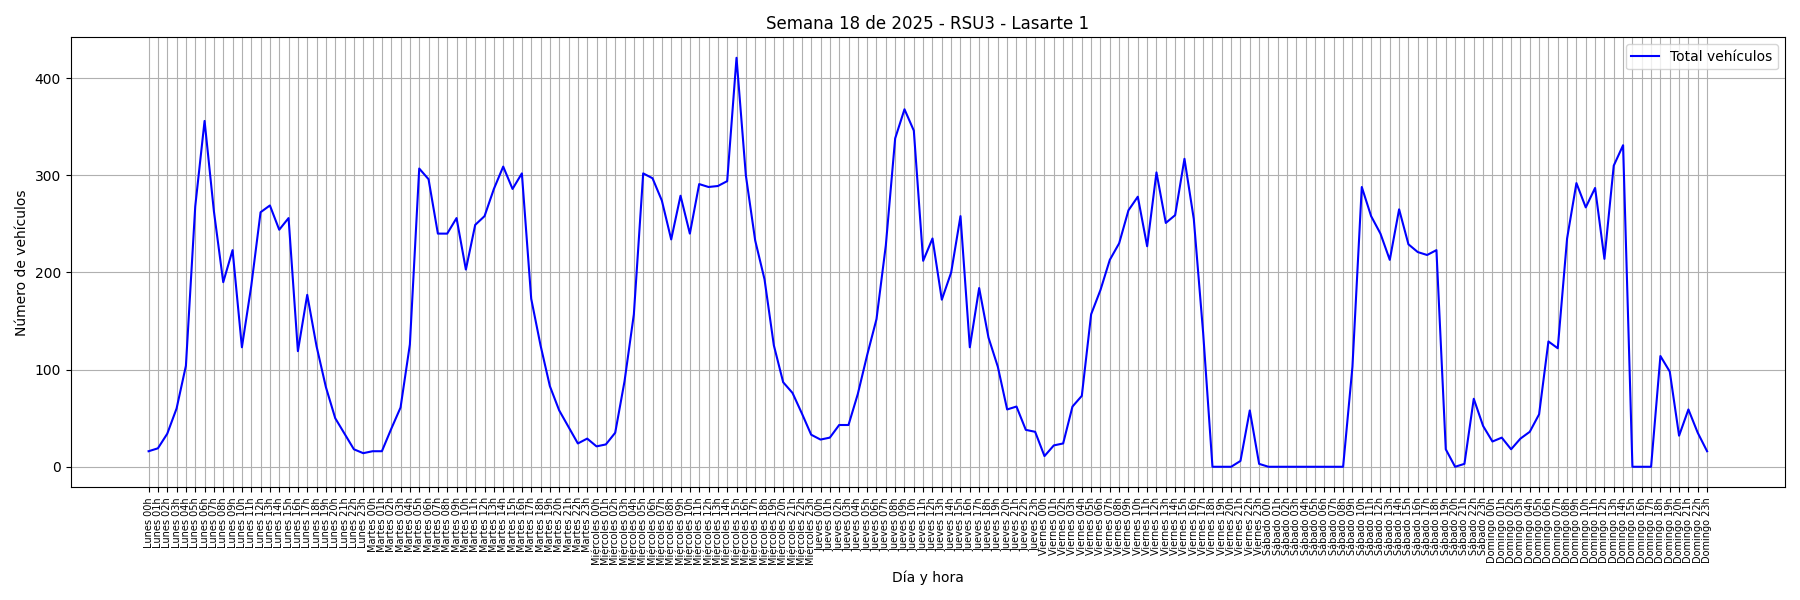 Semana 18 de 2025 - RSU3 - Lasarte 1
Total vehículos
Número de vehículos
400
300
200
100
0
Lunes 00h
Lunes 01h
Lunes 02h
Lunes 03h
Lunes 04h
Lunes 05h
Lunes 06h
Lunes 07h
Lunes 08h
Lunes 09h
Lunes 10h
Lunes 11h
Lunes 12h
Lunes 13h
Lunes 14h
Lunes 15h
Lunes 16h
Lunes 17h
Lunes 18h
Lunes 19h
Lunes 20h
Lunes 21h
Lunes 22h
Lunes 23h
Martes 00h
Martes 01h
Martes 02h
Martes 03h
Martes 04h
Martes 05h
Martes 06h
Martes 07h
Martes 08h
Martes 09h
Martes 10h
Martes 11h
Martes 12h
Martes 13h
Martes 14h
Martes 15h
Martes 16h
Martes 17h
Martes 18h
Martes 19h
Martes 20h
Martes 21h
Martes 22h
Martes 23h
Miércoles 00h
Miércoles 01h
Miércoles 02h
Miércoles 03h
Miércoles 04h
Miércoles 05h
Miércoles 06h
Miércoles 07h
Miércoles 08h
Miércoles 09h
Miércoles 10h
Miércoles 11h
Miércoles 12h
Miércoles 13h
Miércoles 14h
Miércoles 15h
Miércoles 16h
Miércoles 17h
Miércoles 18h
Miércoles 19h
Miércoles 20h
Miércoles 21h
Miércoles 22h
Miércoles 23h
Jueves 00h
Jueves 01h
Jueves 02h
Jueves 03h
Jueves 04h
Jueves 05h
Jueves 06h
Jueves 07h
Jueves 08h
Jueves 09h
Jueves 10h
Jueves 11h
Jueves 12h
Jueves 13h
Jueves 14h
Jueves 15h
Jueves 16h
Jueves 17h
Jueves 18h
Jueves 19h
Jueves 20h
Jueves 21h
Jueves 22h
Jueves 23h
Viernes 00h
Viernes 01h
Viernes 02h
Viernes 03h
Viernes 04h
Viernes 05h
Viernes 06h
Viernes 07h
Viernes 08h
Viernes 09h
Viernes 10h
Viernes 11h
Viernes 12h
Viernes 13h
Viernes 14h
Viernes 15h
Viernes 16h
Viernes 17h
Viernes 18h
Viernes 19h
Viernes 20h
Viernes 21h
Viernes 22h
Viernes 23h
Sábado 00h
Sábado 01h
Sábado 02h
Sábado 03h
Sábado 04h
Sábado 05h
Sábado 06h
Sábado 07h
Sábado 08h
Sábado 09h
Sábado 10h
Sábado 11h
Sábado 12h
Sábado 13h
Sábado 14h
Sábado 15h
Sábado 16h
Sábado 17h
Sábado 18h
Sábado 19h
Sábado 20h
Sábado 21h
Sábado 22h
Sábado 23h
Domingo 00h
Domingo 01h
Domingo 02h
Domingo 03h
Domingo 04h
Domingo 05h
Domingo 06h
Domingo 07h
Domingo 08h
Domingo 09h
Domingo 10h
Domingo 11h
Domingo 12h
Domingo 13h
Domingo 14h
Domingo 15h
Domingo 16h
Domingo 17h
Domingo 18h
Domingo 19h
Domingo 20h
Domingo 21h
Domingo 22h
Domingo 23h
Día y hora